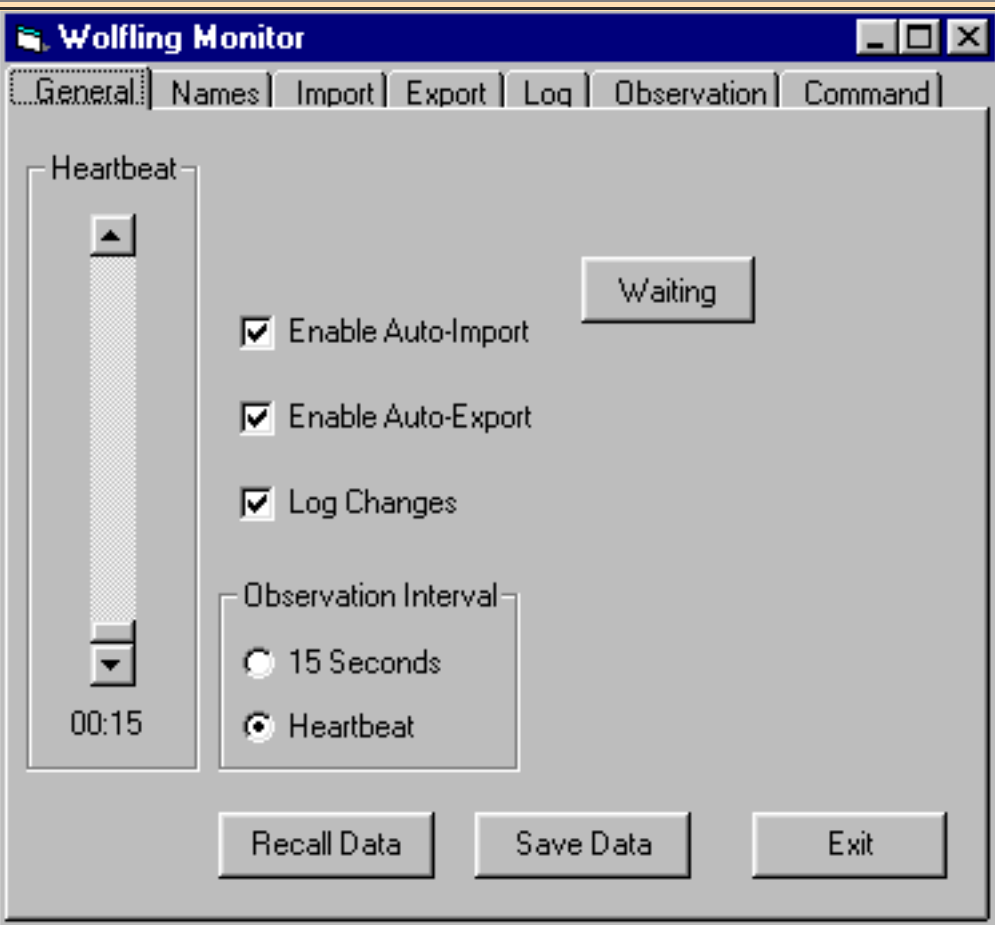 Wolfling Monitor
General Names Import Export Log Observation Command
Heartbeat
Waiting
Enable Auto-Import
Enable Auto-Export
Log Changes
Observation Interval
15 Seconds
00:15
Heartbeat
Recall Data Save Data Exit